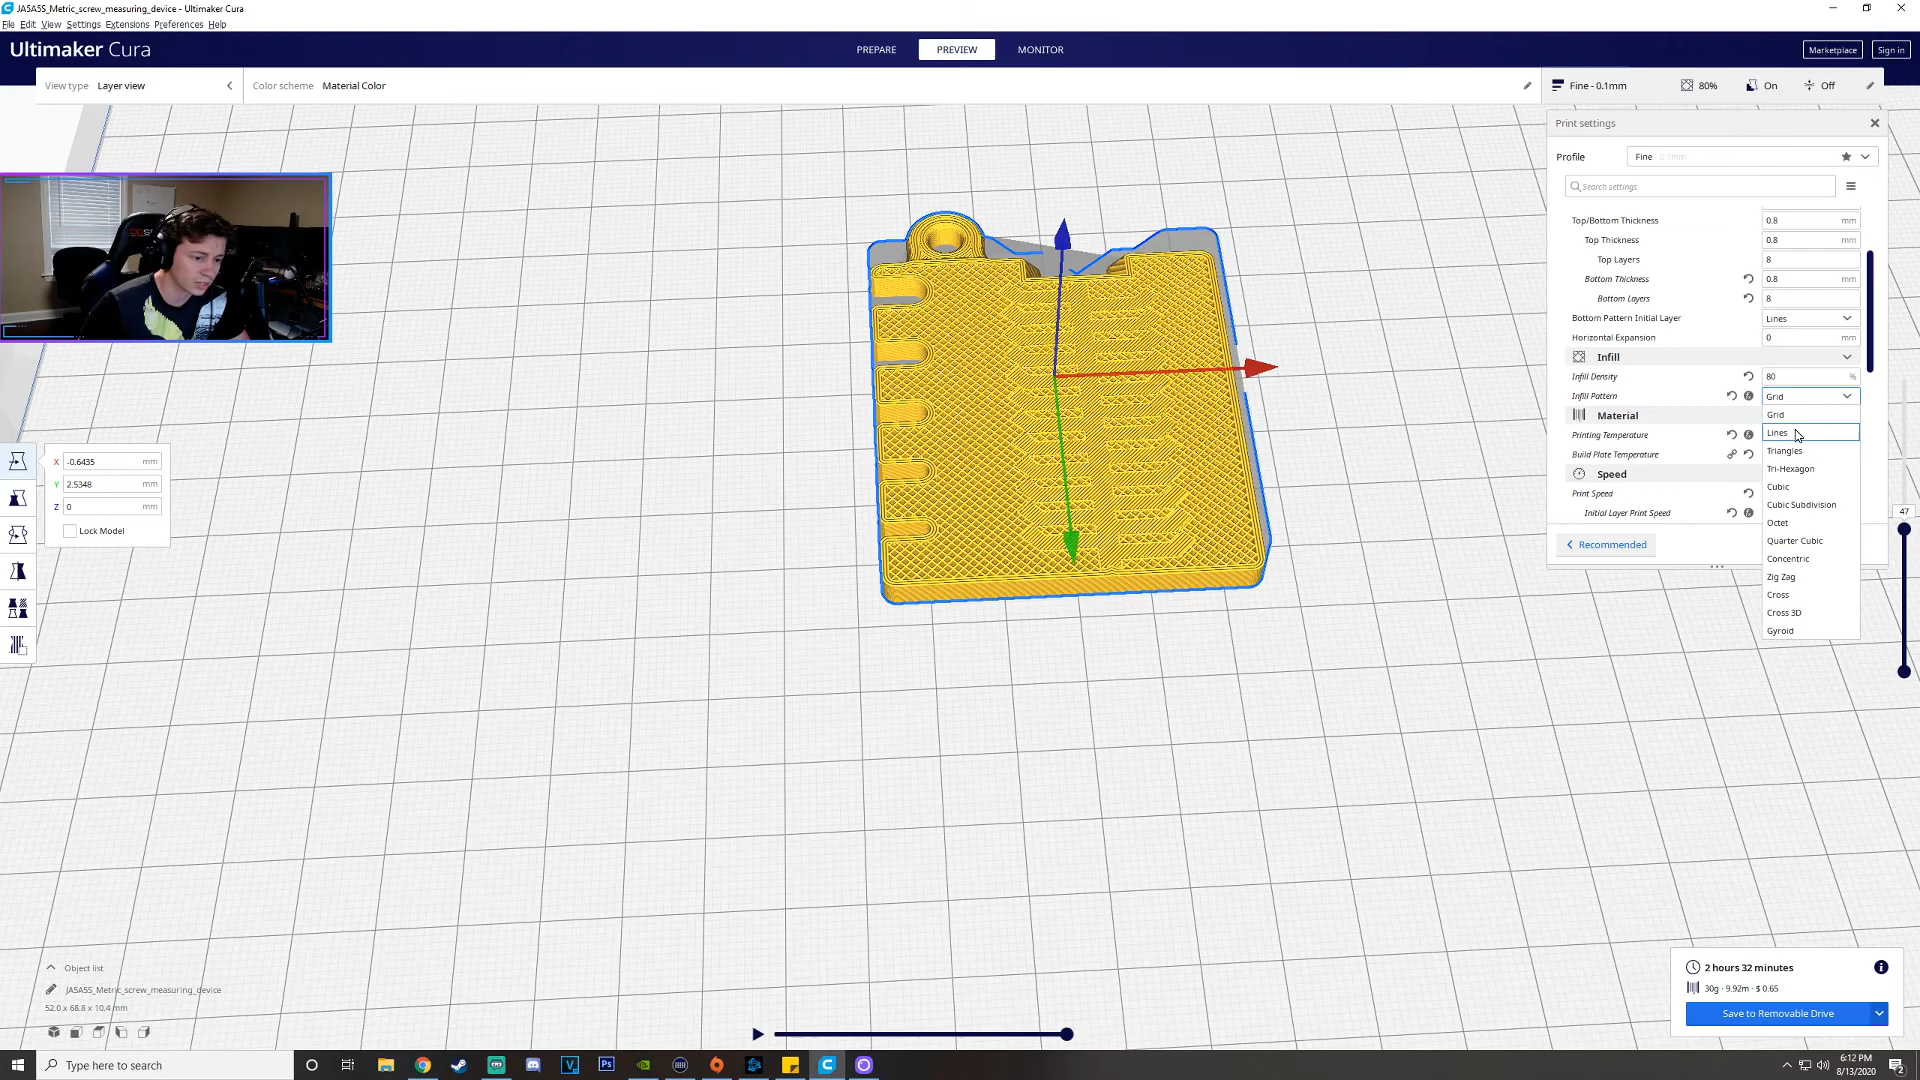 JA5A5S_Metric_screw_measuring_device - Ultimaker Cura
File Edit View Settings Extensions Preferences Help
Ultimaker Cura
PREPARE PREVIEW MONITOR
Marketplace Sign in
View type Layer view
Color scheme Material Color
Fine - 0.1mm 80% On Off
Print settings
Profile Fine 0.1mm
Search settings
Top/Bottom Thickness 0.8 mm
Top Thickness 0.8 mm
Top Layers 8
Bottom Thickness 0.8 mm
Bottom Layers 8
Bottom Pattern Initial Layer Lines
Horizontal Expansion 0 mm
Infill
Infill Density 80 %
Infill Pattern Grid
Grid
Material
Lines
Printing Temperature
Triangles
Build Plate Temperature
Tri-Hexagon
Speed
Cubic
Print Speed
Cubic Subdivision
Initial Layer Print Speed
Octet
Quarter Cubic
Recommended
Concentric
Zig Zag
Cross
Cross 3D
Gyroid
47
X -0.6435 mm
Y 2.5348 mm
Z 0 mm
Lock Model
Object list
JA5A5S_Metric_screw_measuring_device
52.0 x 68.8 x 10.4 mm
2 hours 32 minutes
30g · 9.92m · $ 0.65
Save to Removable Drive
Type here to search
6:12 PM
8/13/2020
2